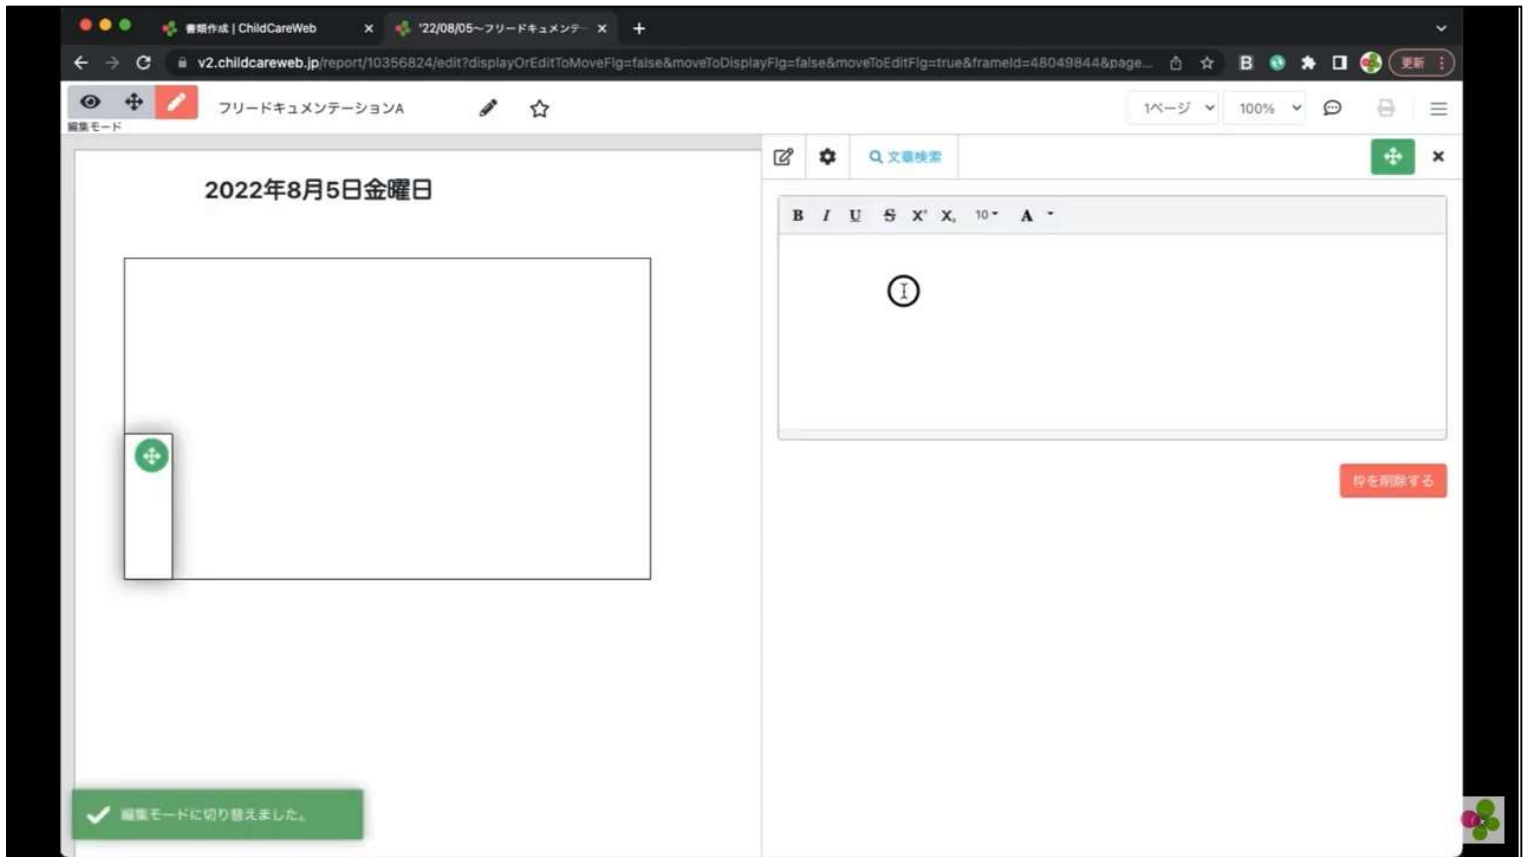 書類作成 | ChildCareWeb
'22/08/05〜フリードキュメンテ
v2.childcareweb.jp/report/10356824/edit?displayOrEditToMoveFlg=false&moveToDisplayFlg=false&moveToEditFlg=true&frameId=48049844&page...
更新
フリードキュメンテーションA
1ページ
100%
編集モード
文章検索
2022年8月5日金曜日
B I U S X X 10 A
枠を削除する
編集モードに切り替えました。